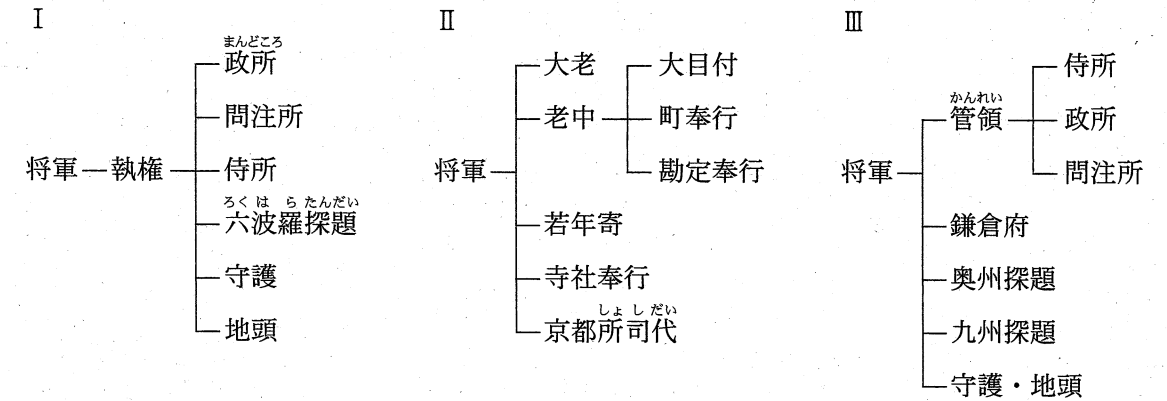 Ⅰ
将軍
執権
まんどころ
政所
問注所
侍所
ろくはらたんだい
六波羅探題
守護
地頭
Ⅱ
将軍
大老
老中
大目付
町奉行
勘定奉行
若年寄
寺社奉行
しょしだい
京都所司代
Ⅲ
将軍
かんれい
管領
侍所
政所
問注所
鎌倉府
奥州探題
九州探題
守護・地頭